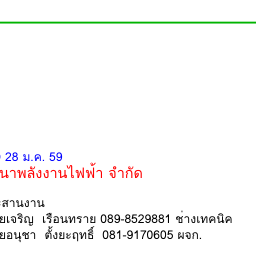 28 ม.ค. 59
นาพลังงานไฟฟ้า จำกัด
ะสานงาน
ยเจริญ เรือนทราย 089-8529881 ช่างเทคนิค
ยอนุชา ตั้งยะฤทธิ์ 081-9170605 ผจก.